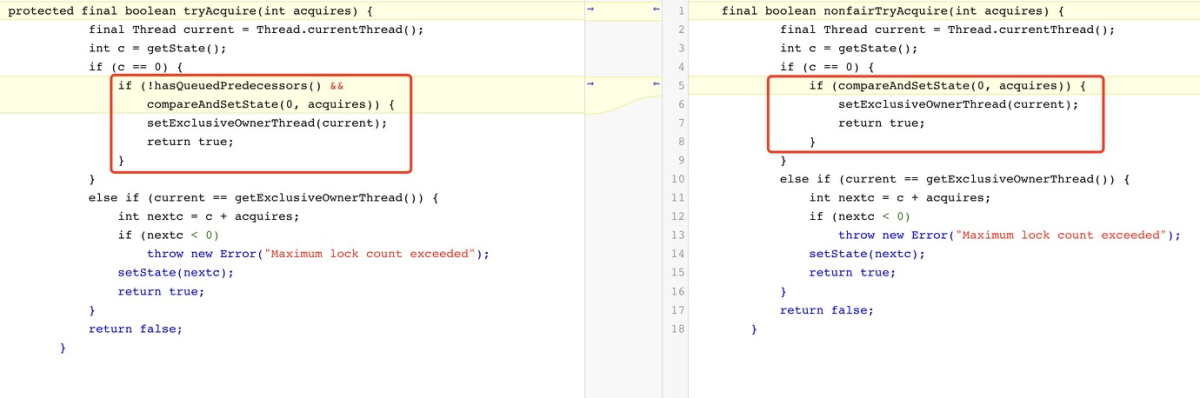 protected final boolean tryAcquire(int acquires) {
final Thread current = Thread.currentThread();
int c = getState();
if (c == 0) {
if (!hasQueuedPredecessors() &&
compareAndSetState(0, acquires)) {
setExclusiveOwnerThread(current);
return true;
}
}
else if (current == getExclusiveOwnerThread()) {
int nextc = c + acquires;
if (nextc < 0)
throw new Error("Maximum lock count exceeded");
setState(nextc);
return true;
}
return false;
}
1 final boolean nonfairTryAcquire(int acquires) {
2 final Thread current = Thread.currentThread();
3 int c = getState();
4 if (c == 0) {
5 if (compareAndSetState(0, acquires)) {
6 setExclusiveOwnerThread(current);
7 return true;
8 }
9 }
10 else if (current == getExclusiveOwnerThread()) {
11 int nextc = c + acquires;
12 if (nextc < 0)
13 throw new Error("Maximum lock count exceeded");
14 setState(nextc);
15 return true;
16 }
17 return false;
18 }